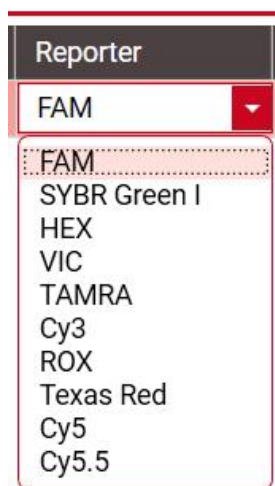 Reporter
FAM
FAM
SYBR Green I
HEX
VIC
TAMRA
Cy3
ROX
Texas Red
Cy5
Cy5.5